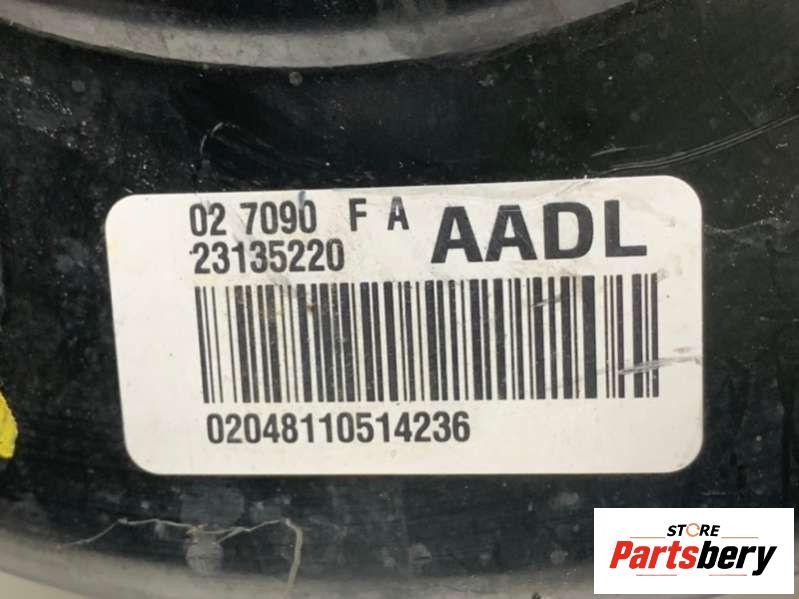 02 7090 F A AADL
23135220
02048110514236
STORE
Partsbery